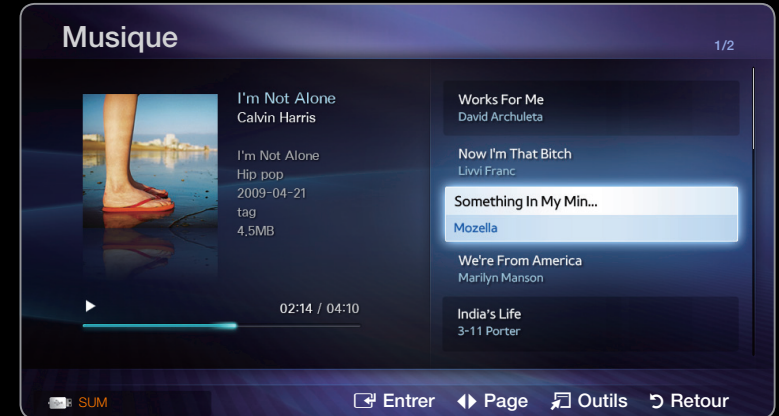 Musique
1/2
I'm Not Alone
Calvin Harris
I'm Not Alone
Hip pop
2009-04-21
tag
4,5MB
02:14 / 04:10
Works For Me
David Archuleta
Now I'm That Bitch
Livvi Franc
Something In My Min...
Mozella
We're From America
Marilyn Manson
India's Life
3-11 Porter
SUM
Entrer Page Outils Retour